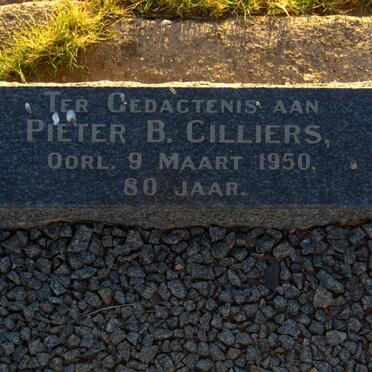 TER GEDACTENIS AAN
PIETER B. CILLIERS,
OORL. 9 MAART 1950,
80 JAAR.